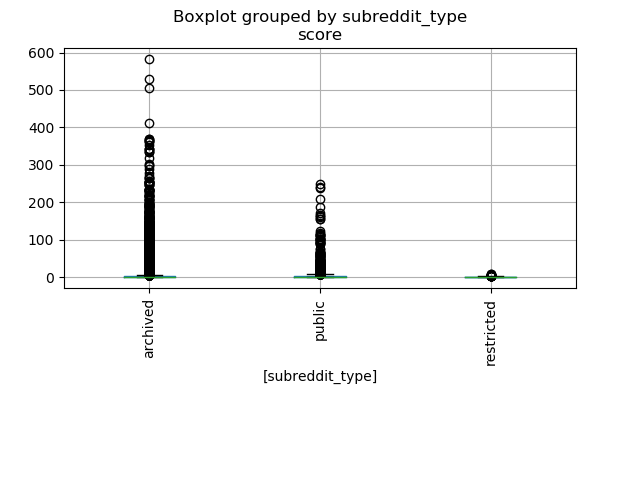 Boxplot grouped by subreddit_type
score
600
500
400
300
200
100
0
archived
public
restricted
[subreddit_type]